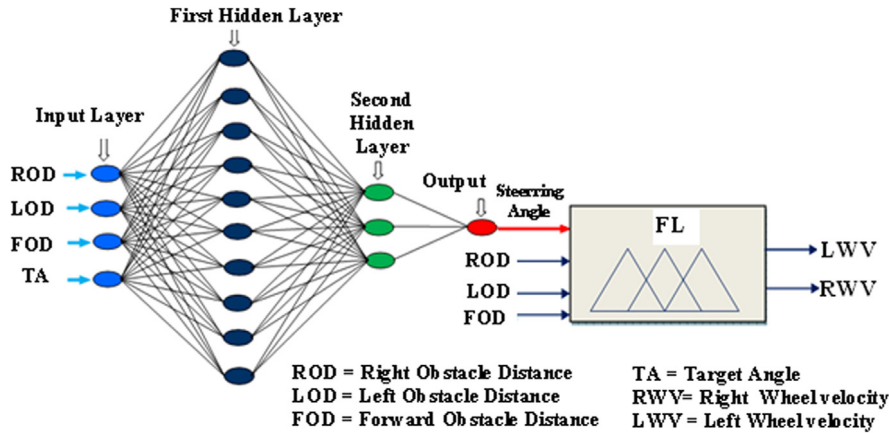 First Hidden Layer
Input Layer
Second
Hidden
Layer
ROD
LOD
FOD
TA
Output
Steerring
Angle
ROD
LOD
FOD
FL
LWV
RWV
ROD = Right Obstacle Distance
LOD = Left Obstacle Distance
FOD = Forward Obstacle Distance
TA = Target Angle
RWV= Right Wheel velocity
LWV = Left Wheel velocity